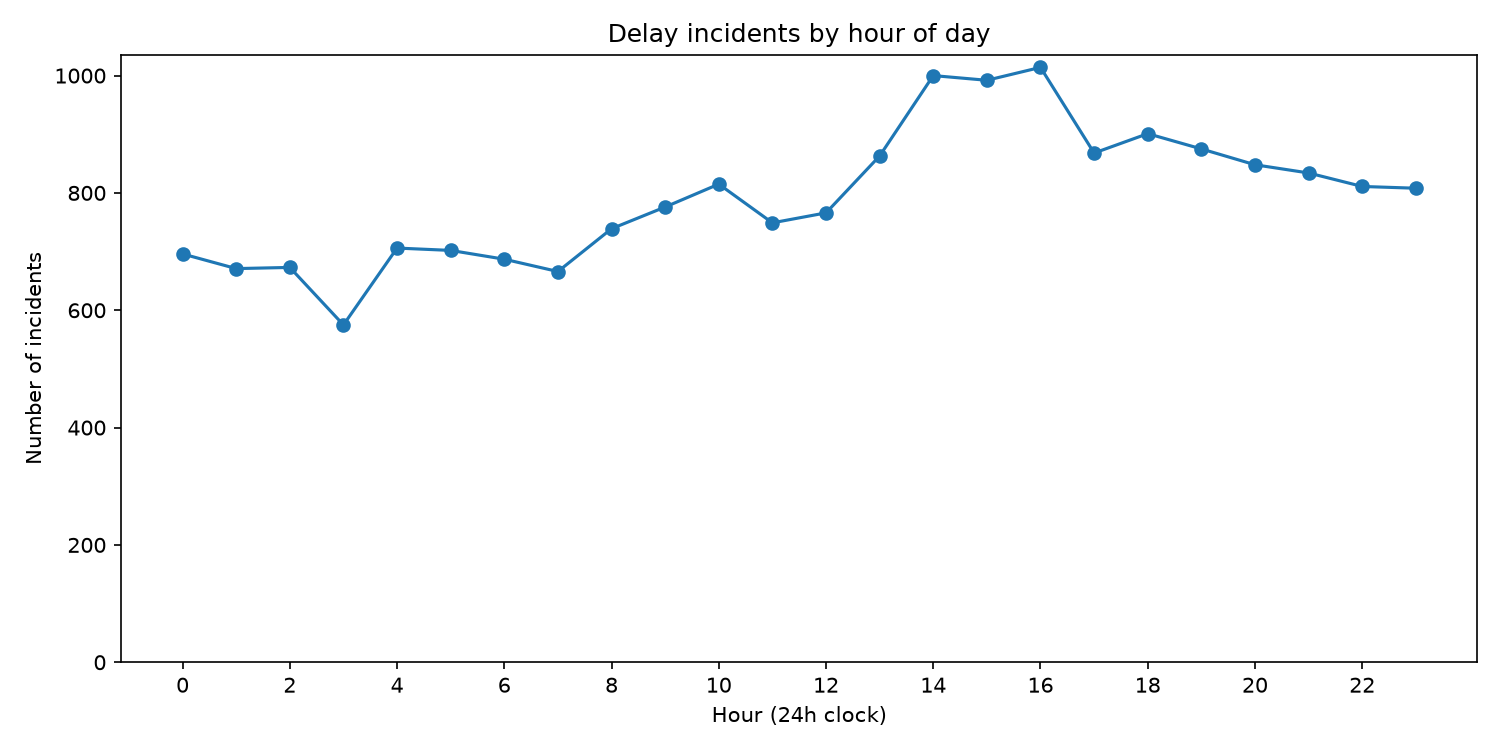 Delay incidents by hour of day
Number of incidents
1000
800
600
400
200
0
0 2 4 6 8 10 12 14 16 18 20 22
Hour (24h clock)